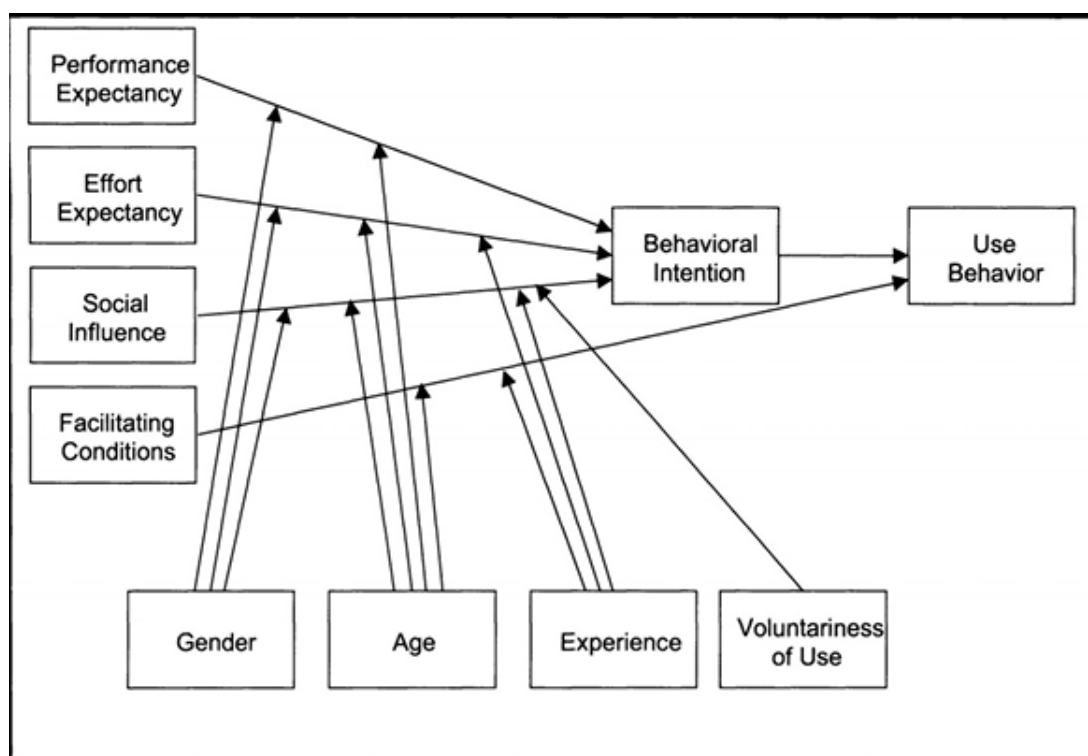 Performance
Expectancy
Effort
Expectancy
Social
Influence
Facilitating
Conditions
Behavioral
Intention
Use
Behavior
Gender
Age
Experience
Voluntariness
of Use